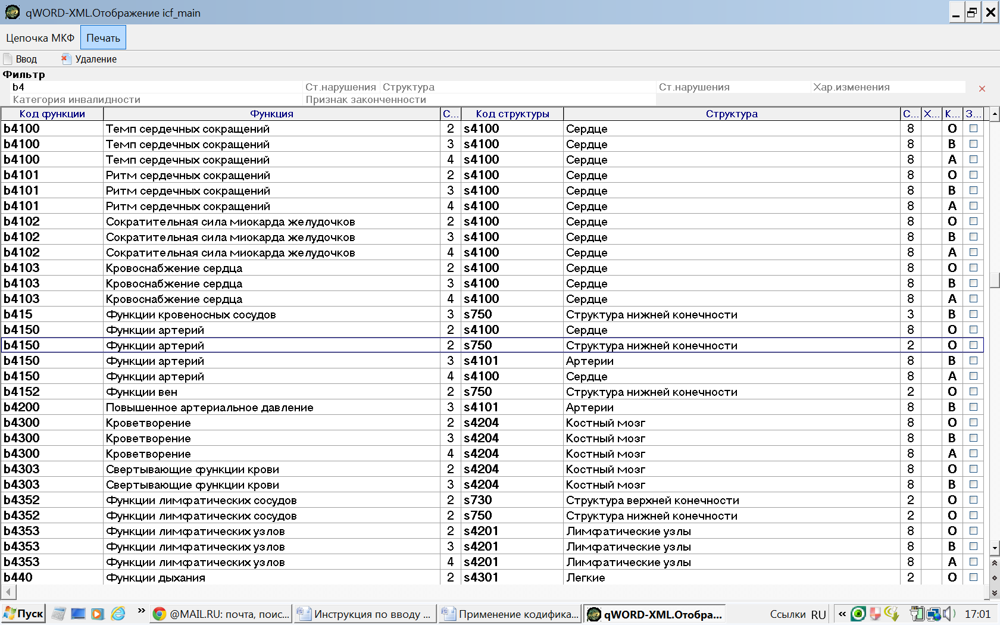 qWORD-XML.Отображение icf_main
Цепочка МКФ Печать
Ввод Удаление
Фильтр
b4 Ст.нарушения Структура Ст.нарушения Хар.изменения
Категория инвалидности Признак законченности
Код функции Функция С... Код структуры Структура С... Х... К... З...
b4100 Темп сердечных сокращений 2 s4100 Сердце 8 O
b4100 Темп сердечных сокращений 3 s4100 Сердце 8 B
b4100 Темп сердечных сокращений 4 s4100 Сердце 8 A
b4101 Ритм сердечных сокращений 2 s4100 Сердце 8 O
b4101 Ритм сердечных сокращений 3 s4100 Сердце 8 B
b4101 Ритм сердечных сокращений 4 s4100 Сердце 8 A
b4102 Сократительная сила миокарда желудочков 2 s4100 Сердце 8 O
b4102 Сократительная сила миокарда желудочков 3 s4100 Сердце 8 B
b4102 Сократительная сила миокарда желудочков 4 s4100 Сердце 8 A
b4103 Кровоснабжение сердца 2 s4100 Сердце 8 O
b4103 Кровоснабжение сердца 3 s4100 Сердце 8 B
b4103 Кровоснабжение сердца 4 s4100 Сердце 8 A
b415 Функции кровеносных сосудов 3 s750 Структура нижней конечности 3 B
b4150 Функции артерий 2 s4100 Сердце 8 O
b4150 Функции артерий 2 s750 Структура нижней конечности 2 O
b4150 Функции артерий 3 s4101 Артерии 8 B
b4150 Функции артерий 4 s4100 Сердце 8 A
b4152 Функции вен 2 s750 Структура нижней конечности 2 O
b4200 Повышенное артериальное давление 3 s4101 Артерии 8 B
b4300 Кроветворение 2 s4204 Костный мозг 8 O
b4300 Кроветворение 3 s4204 Костный мозг 8 B
b4300 Кроветворение 4 s4204 Костный мозг 8 A
b4303 Свертывающие функции крови 2 s4204 Костный мозг 8 O
b4303 Свертывающие функции крови 3 s4204 Костный мозг 8 B
b4352 Функции лимфатических сосудов 2 s730 Структура верхней конечности 2 O
b4352 Функции лимфатических сосудов 2 s750 Структура нижней конечности 2 O
b4353 Функции лимфатических узлов 2 s4201 Лимфатические узлы 8 O
b4353 Функции лимфатических узлов 3 s4201 Лимфатические узлы 8 B
b4353 Функции лимфатических узлов 4 s4201 Лимфатические узлы 8 A
b440 Функции дыхания 2 s4301 Легкие 2 O
Пуск » @MAIL.RU: почта, поис... Инструкция по вводу ... Применение кодифика... qWORD-XML.Отобра... Ссылки RU « 17:01